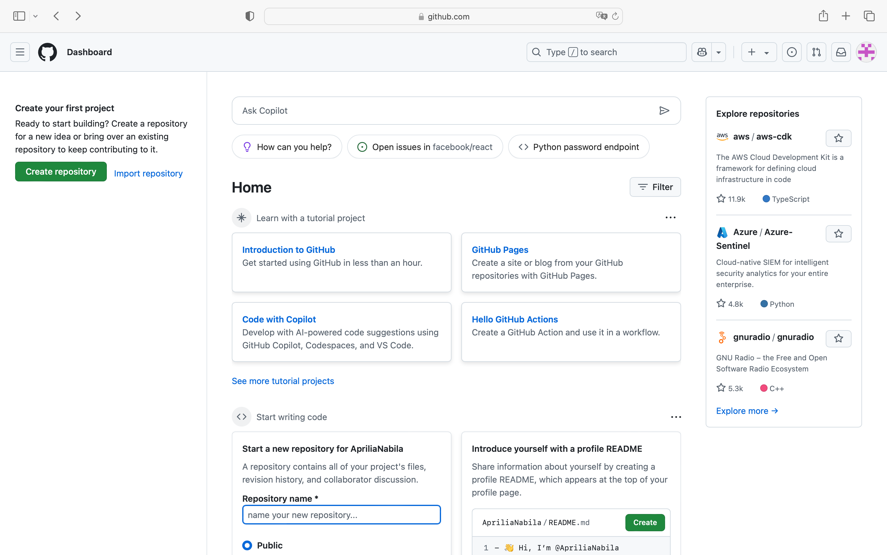 github.com
Dashboard
Type / to search
Create your first project
Ready to start building? Create a repository
for a new idea or bring over an existing
repository to keep contributing to it.
Create repository
Import repository
Ask Copilot
How can you help?
Open issues in facebook/react
Python password endpoint
Home
Filter
Learn with a tutorial project
Introduction to GitHub
Get started using GitHub in less than an hour.
GitHub Pages
Create a site or blog from your GitHub
repositories with GitHub Pages.
Code with Copilot
Develop with AI-powered code suggestions using
GitHub Copilot, Codespaces, and VS Code.
Hello GitHub Actions
Create a GitHub Action and use it in a workflow.
See more tutorial projects
Start writing code
Start a new repository for ApriliaNabila
A repository contains all of your project's files,
revision history, and collaborator discussion.
Repository name *
name your new repository...
Public
Introduce yourself with a profile README
Share information about yourself by creating a
profile README, which appears at the top of your
profile page.
ApriliaNabila / README.md
Create
1 - 👋 Hi, I'm @ApriliaNabila
Explore repositories
aws
aws / aws-cdk
The AWS Cloud Development Kit is a
framework for defining cloud
infrastructure in code
11.9k
TypeScript
Azure / Azure-
Sentinel
Cloud-native SIEM for intelligent
security analytics for your entire
enterprise.
4.8k
Python
gnuradio / gnuradio
GNU Radio – the Free and Open
Software Radio Ecosystem
5.3k
C++
Explore more →